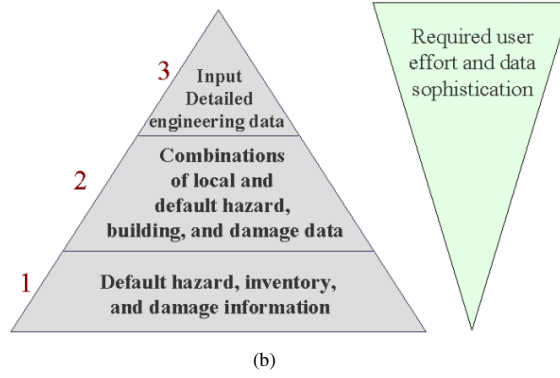 3
Input
Detailed
engineering data
2
Combinations
of local and
default hazard,
building, and damage data
1
Default hazard, inventory,
and damage information
Required user
effort and data
sophistication
(b)